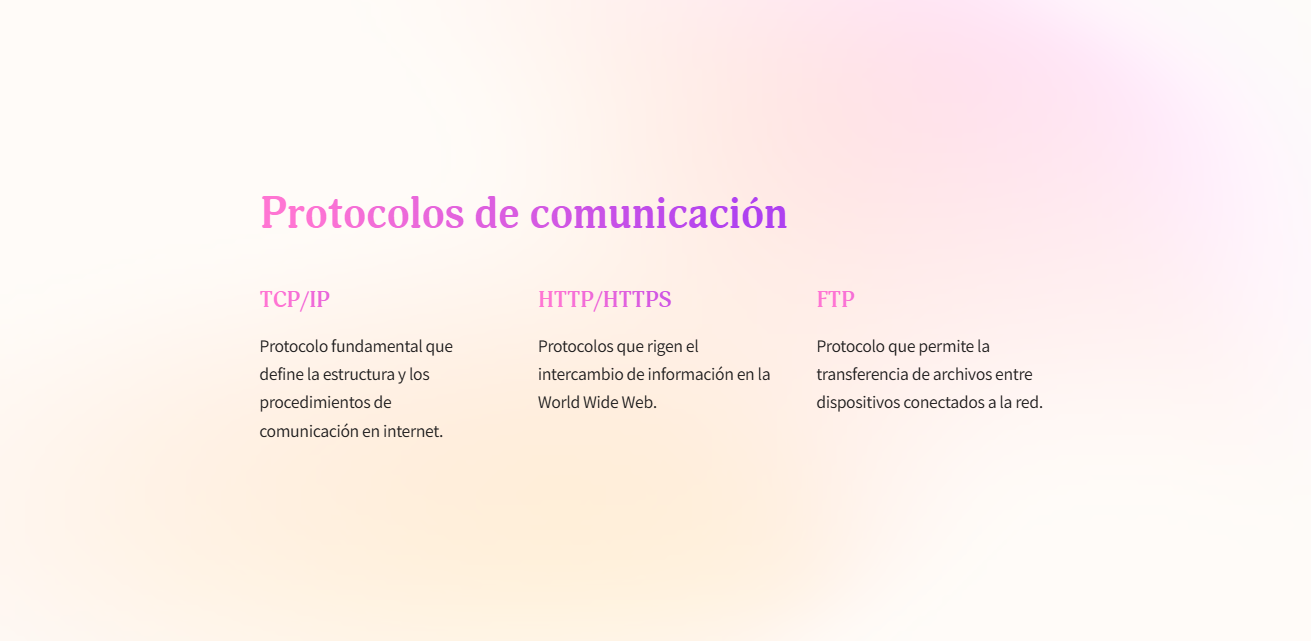 Protocolos de comunicación
TCP/IP
Protocolo fundamental que
define la estructura y los
procedimientos de
comunicación en internet.
HTTP/HTTPS
Protocolos que rigen el
intercambio de información en la
World Wide Web.
FTP
Protocolo que permite la
transferencia de archivos entre
dispositivos conectados a la red.